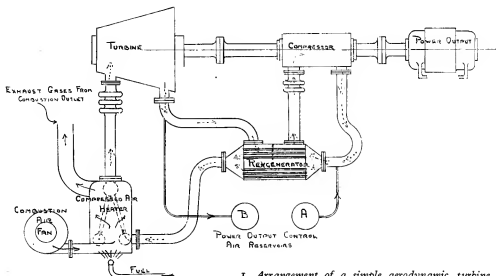 TURBINE
COMPRESSOR
POWER OUTPUT
EXHAUST GASES FROM
COMBUSTION OUTLET
REGENERATOR
COMPRESSED AIR
HEATER
COMBUSTION
AIR
FAN
B
A
POWER OUTPUT CONTROL
AIR RESERVOIRS
FUEL
1. Arrangement of a simple aerodynamic turbine